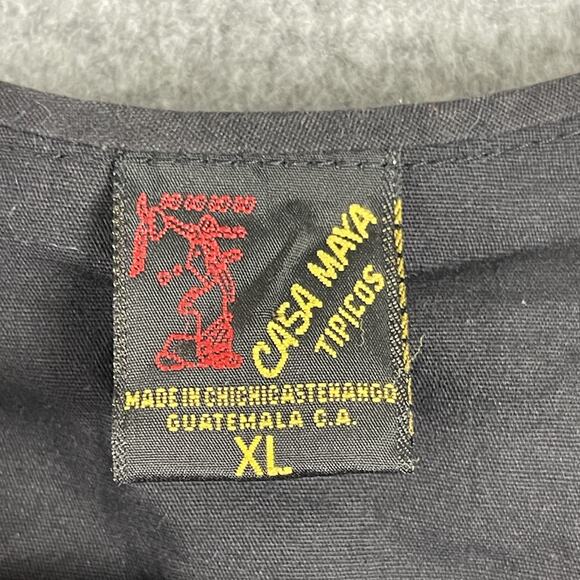 CASA MAYA
TIPICOS
MADE IN CHICHICASTENANGO
GUATEMALA C.A.
XL